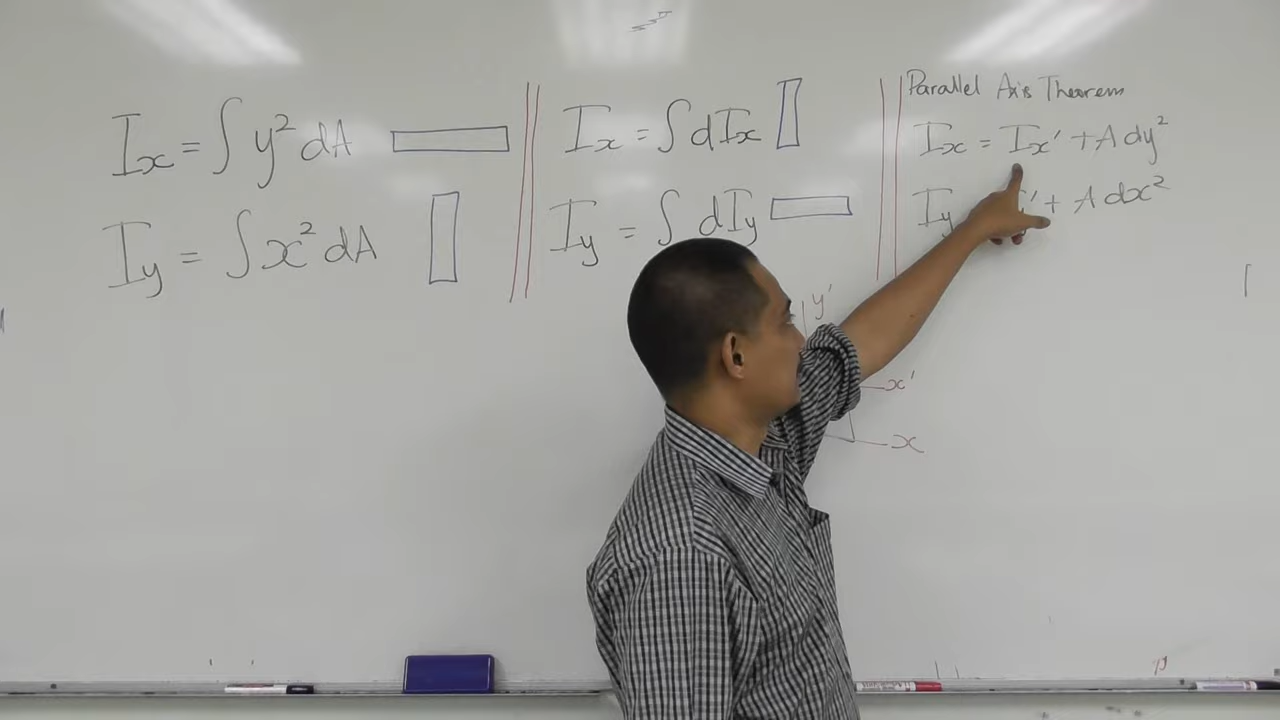 Ix = ∫ y² dA
Iy = ∫ x² dA
Ix = ∫ dIx
Iy = ∫ dIy
Parallel Axis Theorem
Ix = Ix' + A dy²
Iy y' + A dx²
y'
x'
x